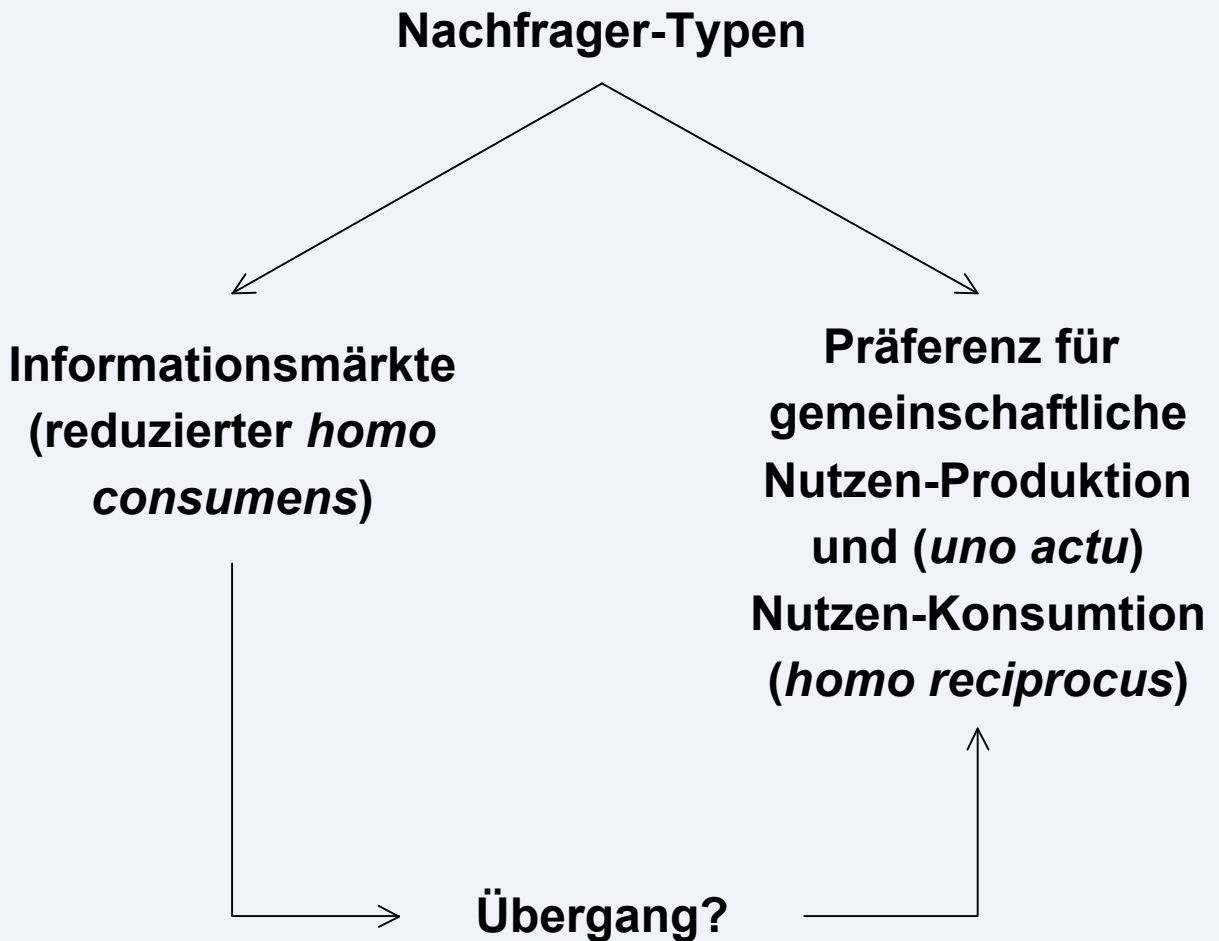 Nachfrager-Typen
Informationsmärkte
(reduzierter homo
consumens)
Präferenz für
gemeinschaftliche
Nutzen-Produktion
und (uno actu)
Nutzen-Konsumtion
(homo reciprocus)
Übergang?